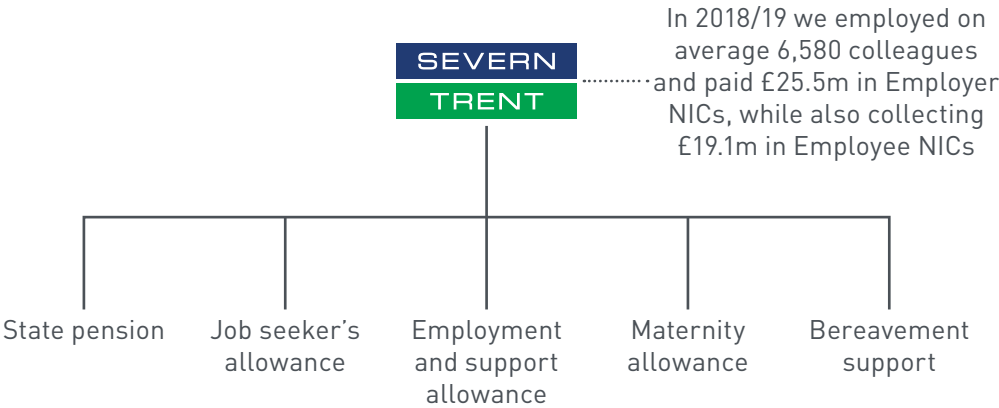 SEVERN
TRENT
In 2018/19 we employed on
average 6,580 colleagues
and paid £25.5m in Employer
NICs, while also collecting
£19.1m in Employee NICs
State pension
Job seeker’s
allowance
Employment
and support
allowance
Maternity
allowance
Bereavement
support